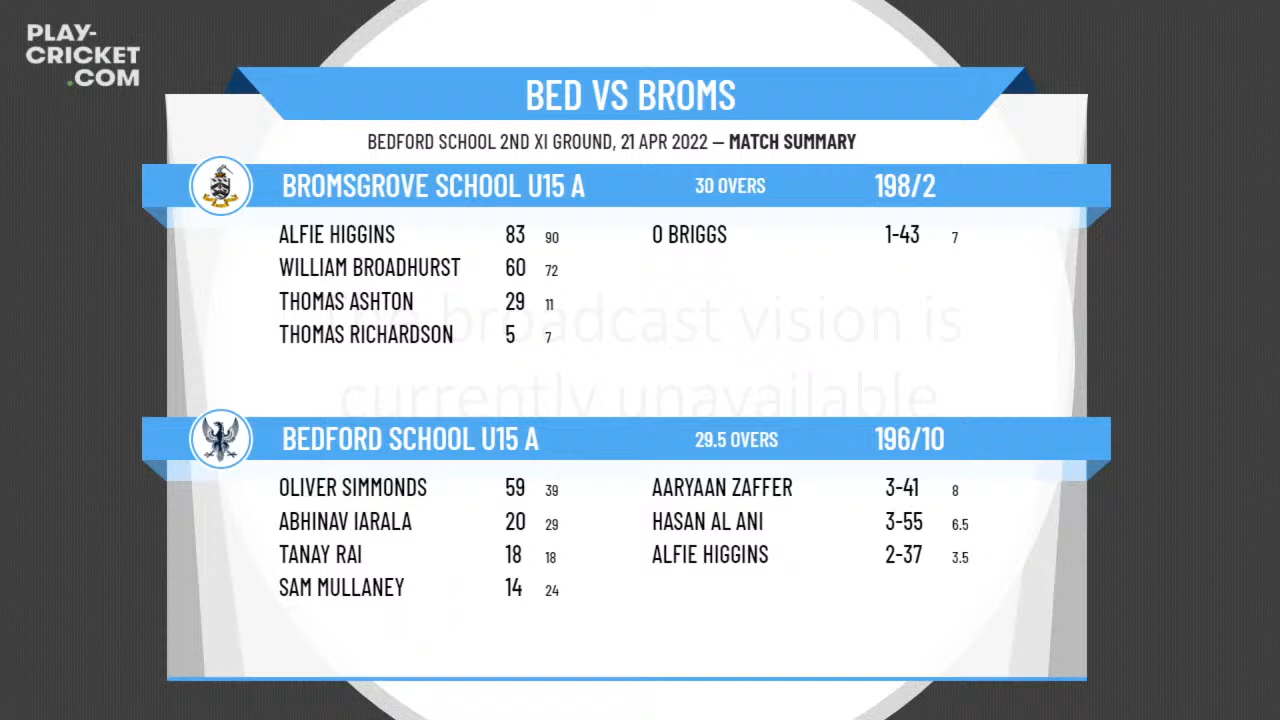 PLAY-
CRICKET
.COM
BED VS BROMS
BEDFORD SCHOOL 2ND XI GROUND, 21 APR 2022 – MATCH SUMMARY
BROMSGROVE SCHOOL U15 A 30 OVERS 198/2
ALFIE HIGGINS 83 90 O BRIGGS 1-43 7
WILLIAM BROADHURST 60 72
THOMAS ASHTON 29 11
THOMAS RICHARDSON 5 7
broadcast vision is
currently unavailable
BEDFORD SCHOOL U15 A 29.5 OVERS 196/10
OLIVER SIMMONDS 59 39 AARYAAN ZAFFER 3-41 8
ABHINAV IARALA 20 29 HASAN AL ANI 3-55 6.5
TANAY RAI 18 18 ALFIE HIGGINS 2-37 3.5
SAM MULLANEY 14 24